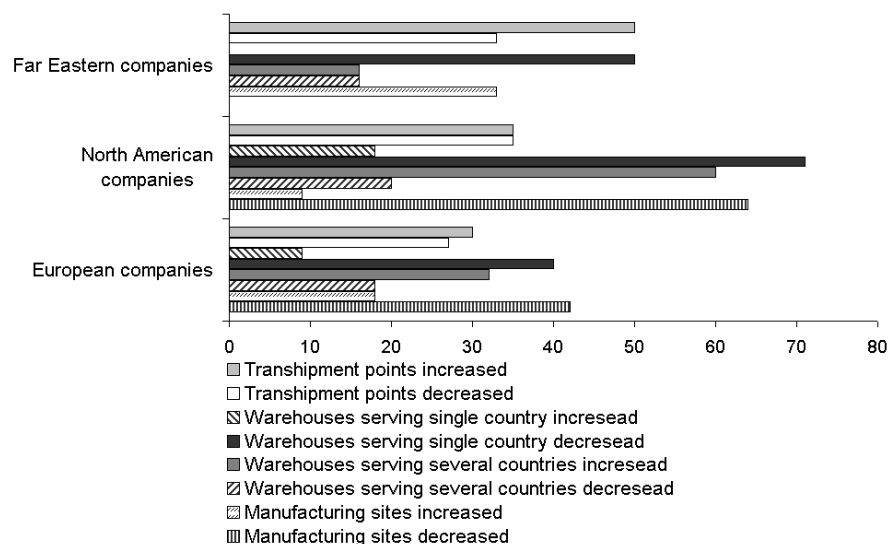 Far Eastern companies
North American
companies
European companies
0 10 20 30 40 50 60 70 80
Transhipment points increased
Transhipment points decreased
Warehouses serving single country incresead
Warehouses serving single country decresead
Warehouses serving several countries incresead
Warehouses serving several countries decresead
Manufacturing sites increased
Manufacturing sites decreased